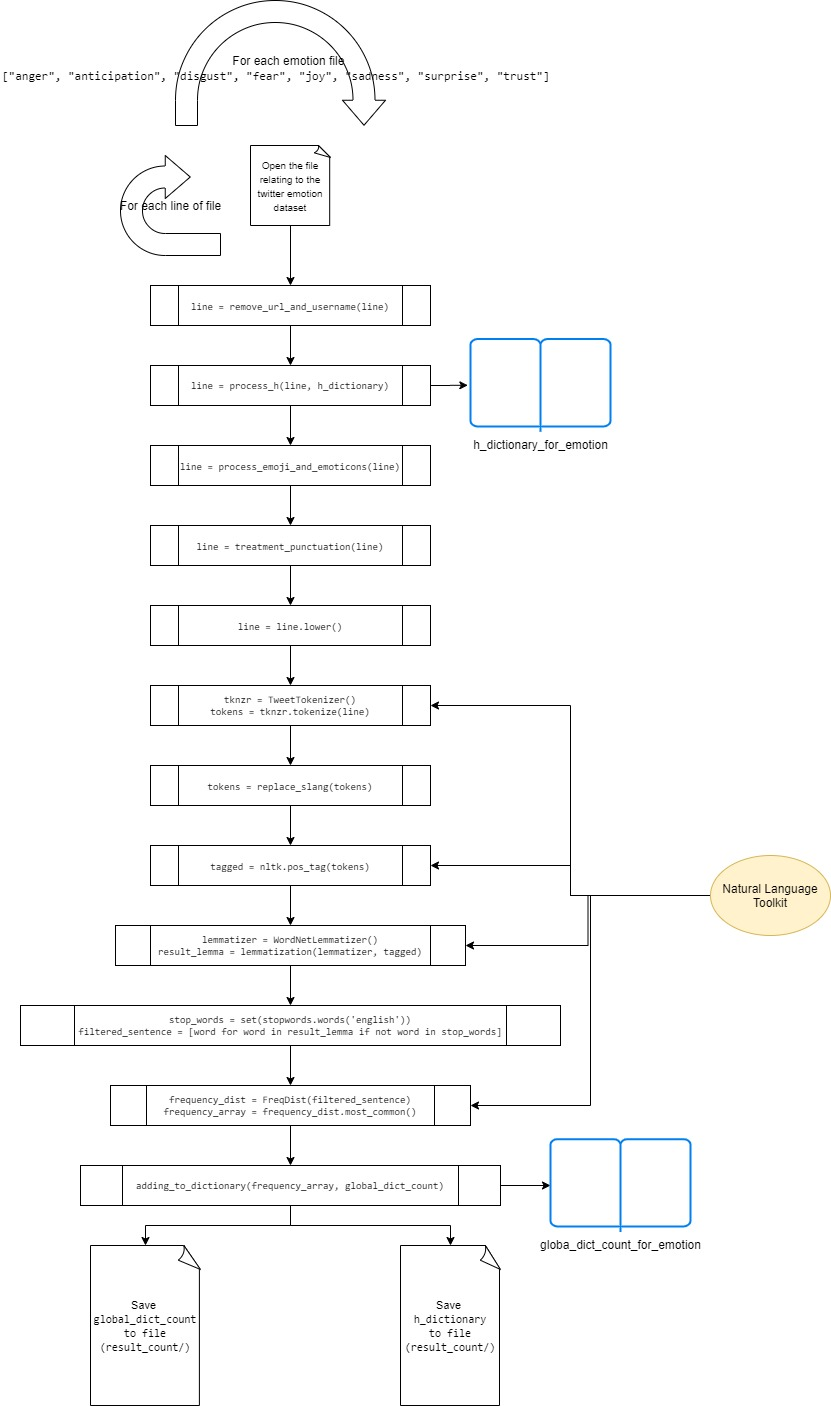 For each emotion file
["anger", "anticipation", "disgust", "fear", "joy", "sadness", "surprise", "trust"]
Open the file
relating to the
twitter emotion
dataset
For each line of file
line = remove_url_and_username(line)
line = process_h(line, h_dictionary)
h_dictionary_for_emotion
line = process_emoji_and_emoticons(line)
line = treatment_punctuation(line)
line = line.lower()
tknzr = TweetTokenizer()
tokens = tknzr.tokenize(line)
tokens = replace_slang(tokens)
tagged = nltk.pos_tag(tokens)
Natural Language
Toolkit
lemmatizer = WordNetLemmatizer()
result_lemma = lemmatization(lemmatizer, tagged)
stop_words = set(stopwords.words('english'))
filtered_sentence = [word for word in result_lemma if not word in stop_words]
frequency_dist = FreqDist(filtered_sentence)
frequency_array = frequency_dist.most_common()
adding_to_dictionary(frequency_array, global_dict_count)
globa_dict_count_for_emotion
Save
global_dict_count
to file
(result_count/)
Save
h_dictionary
to file
(result_count/)